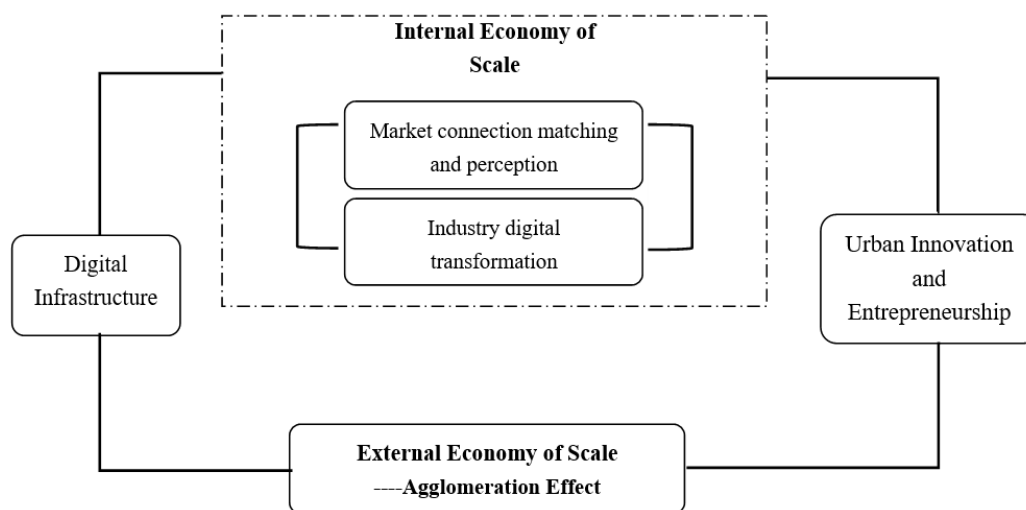 Internal Economy of
Scale
Market connection matching
and perception
Industry digital
transformation
Digital
Infrastructure
Urban Innovation
and
Entrepreneurship
External Economy of Scale
----Agglomeration Effect